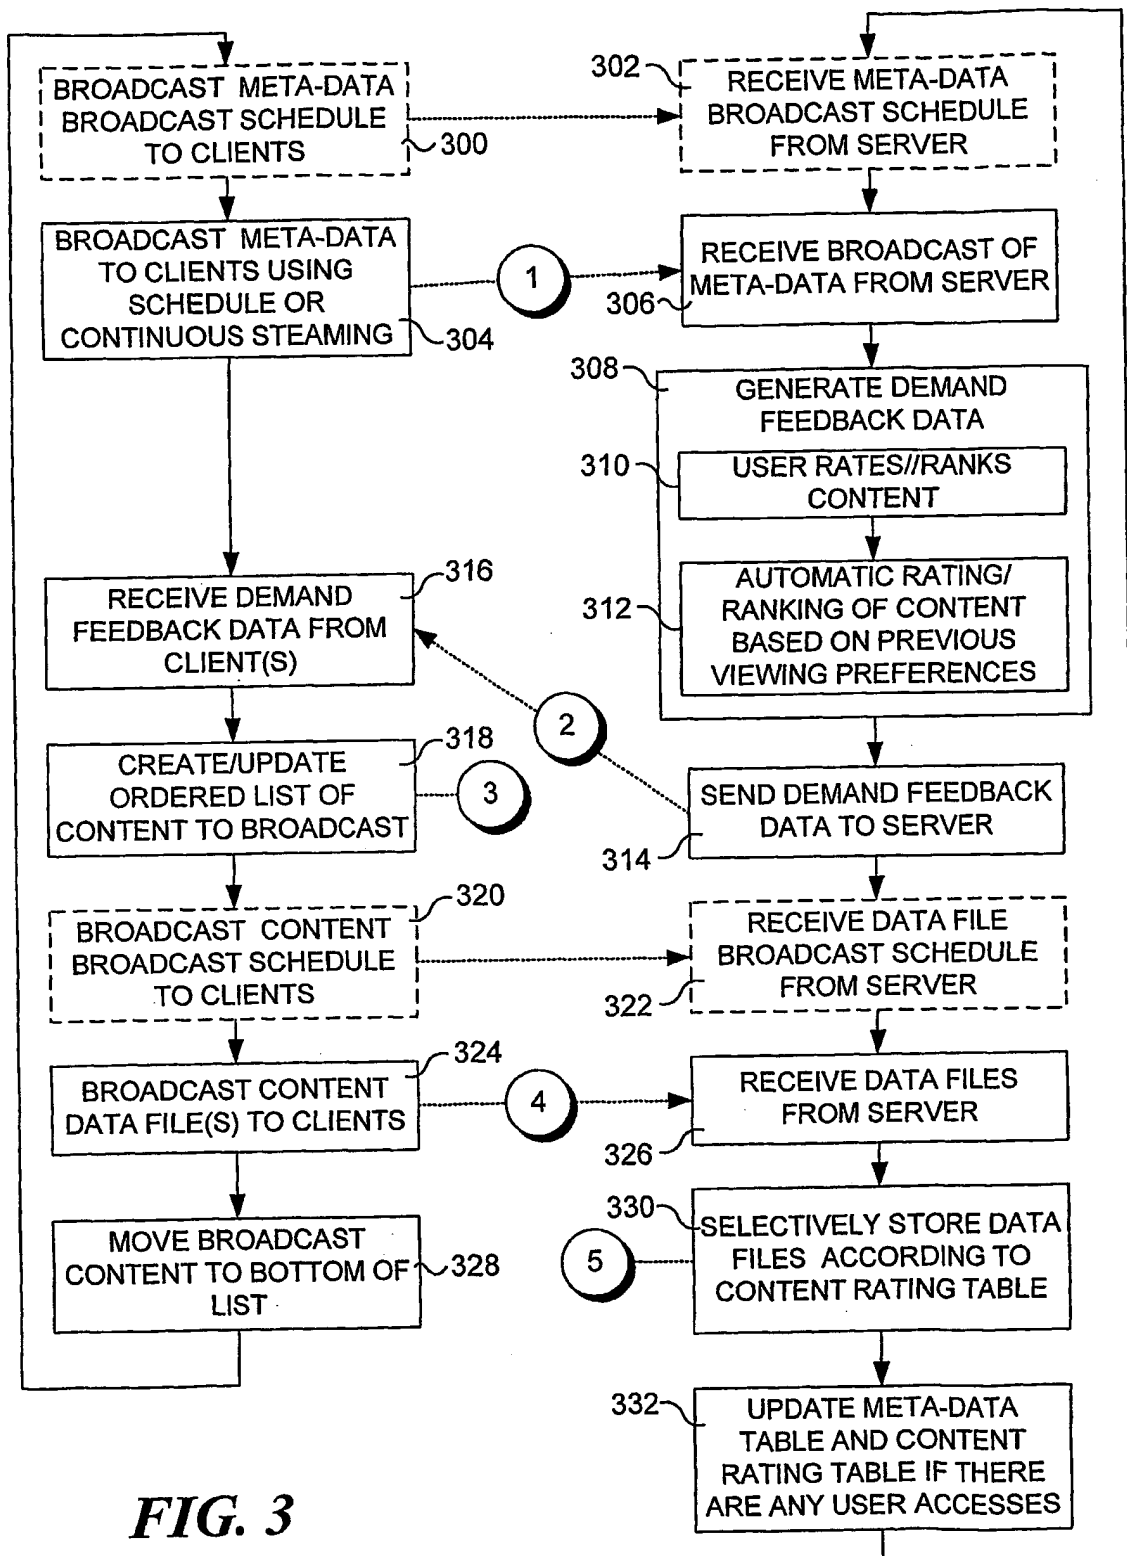 BROADCAST META-DATA
BROADCAST SCHEDULE
TO CLIENTS
300
302
RECEIVE META-DATA
BROADCAST SCHEDULE
FROM SERVER
BROADCAST META-DATA
TO CLIENTS USING
SCHEDULE OR
CONTINUOUS STEAMING
304
1
RECEIVE BROADCAST OF
META-DATA FROM SERVER
306
308
GENERATE DEMAND
FEEDBACK DATA
310
USER RATES//RANKS
CONTENT
312
AUTOMATIC RATING/
RANKING OF CONTENT
BASED ON PREVIOUS
VIEWING PREFERENCES
316
RECEIVE DEMAND
FEEDBACK DATA FROM
CLIENT(S)
2
318
CREATE/UPDATE
ORDERED LIST OF
CONTENT TO BROADCAST
3
SEND DEMAND FEEDBACK
DATA TO SERVER
314
320
BROADCAST CONTENT
BROADCAST SCHEDULE
TO CLIENTS
RECEIVE DATA FILE
BROADCAST SCHEDULE
FROM SERVER
322
324
BROADCAST CONTENT
DATA FILE(S) TO CLIENTS
4
RECEIVE DATA FILES
FROM SERVER
326
MOVE BROADCAST
CONTENT TO BOTTOM OF
LIST
328
330
5
SELECTIVELY STORE DATA
FILES ACCORDING TO
CONTENT RATING TABLE
332
UPDATE META-DATA
TABLE AND CONTENT
RATING TABLE IF THERE
ARE ANY USER ACCESSES
FIG. 3